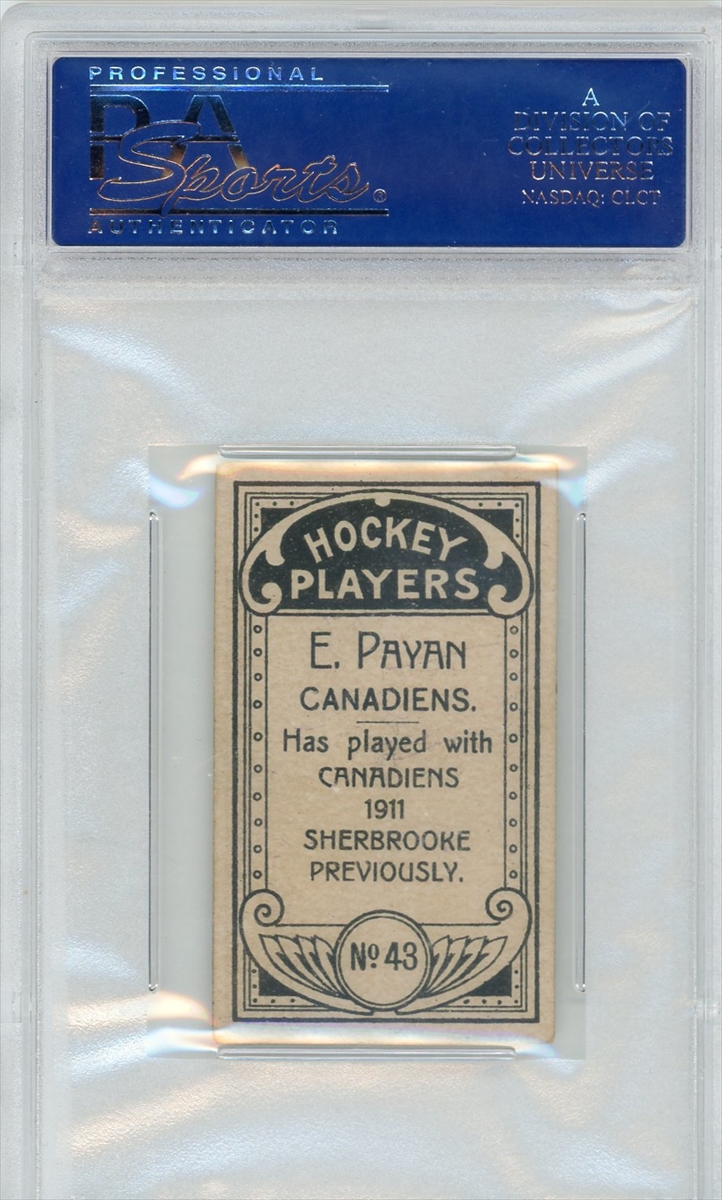 PROFESSIONAL
PSA
Sports®
AUTHENTICATOR
A
DIVISION OF
COLLECTORS
UNIVERSE
NASDAQ: CLCT
HOCKEY
PLAYERS
E. PAYAN
CANADIENS.
Has played with
CANADIENS
1911
SHERBROOKE
PREVIOUSLY.
Nº 43